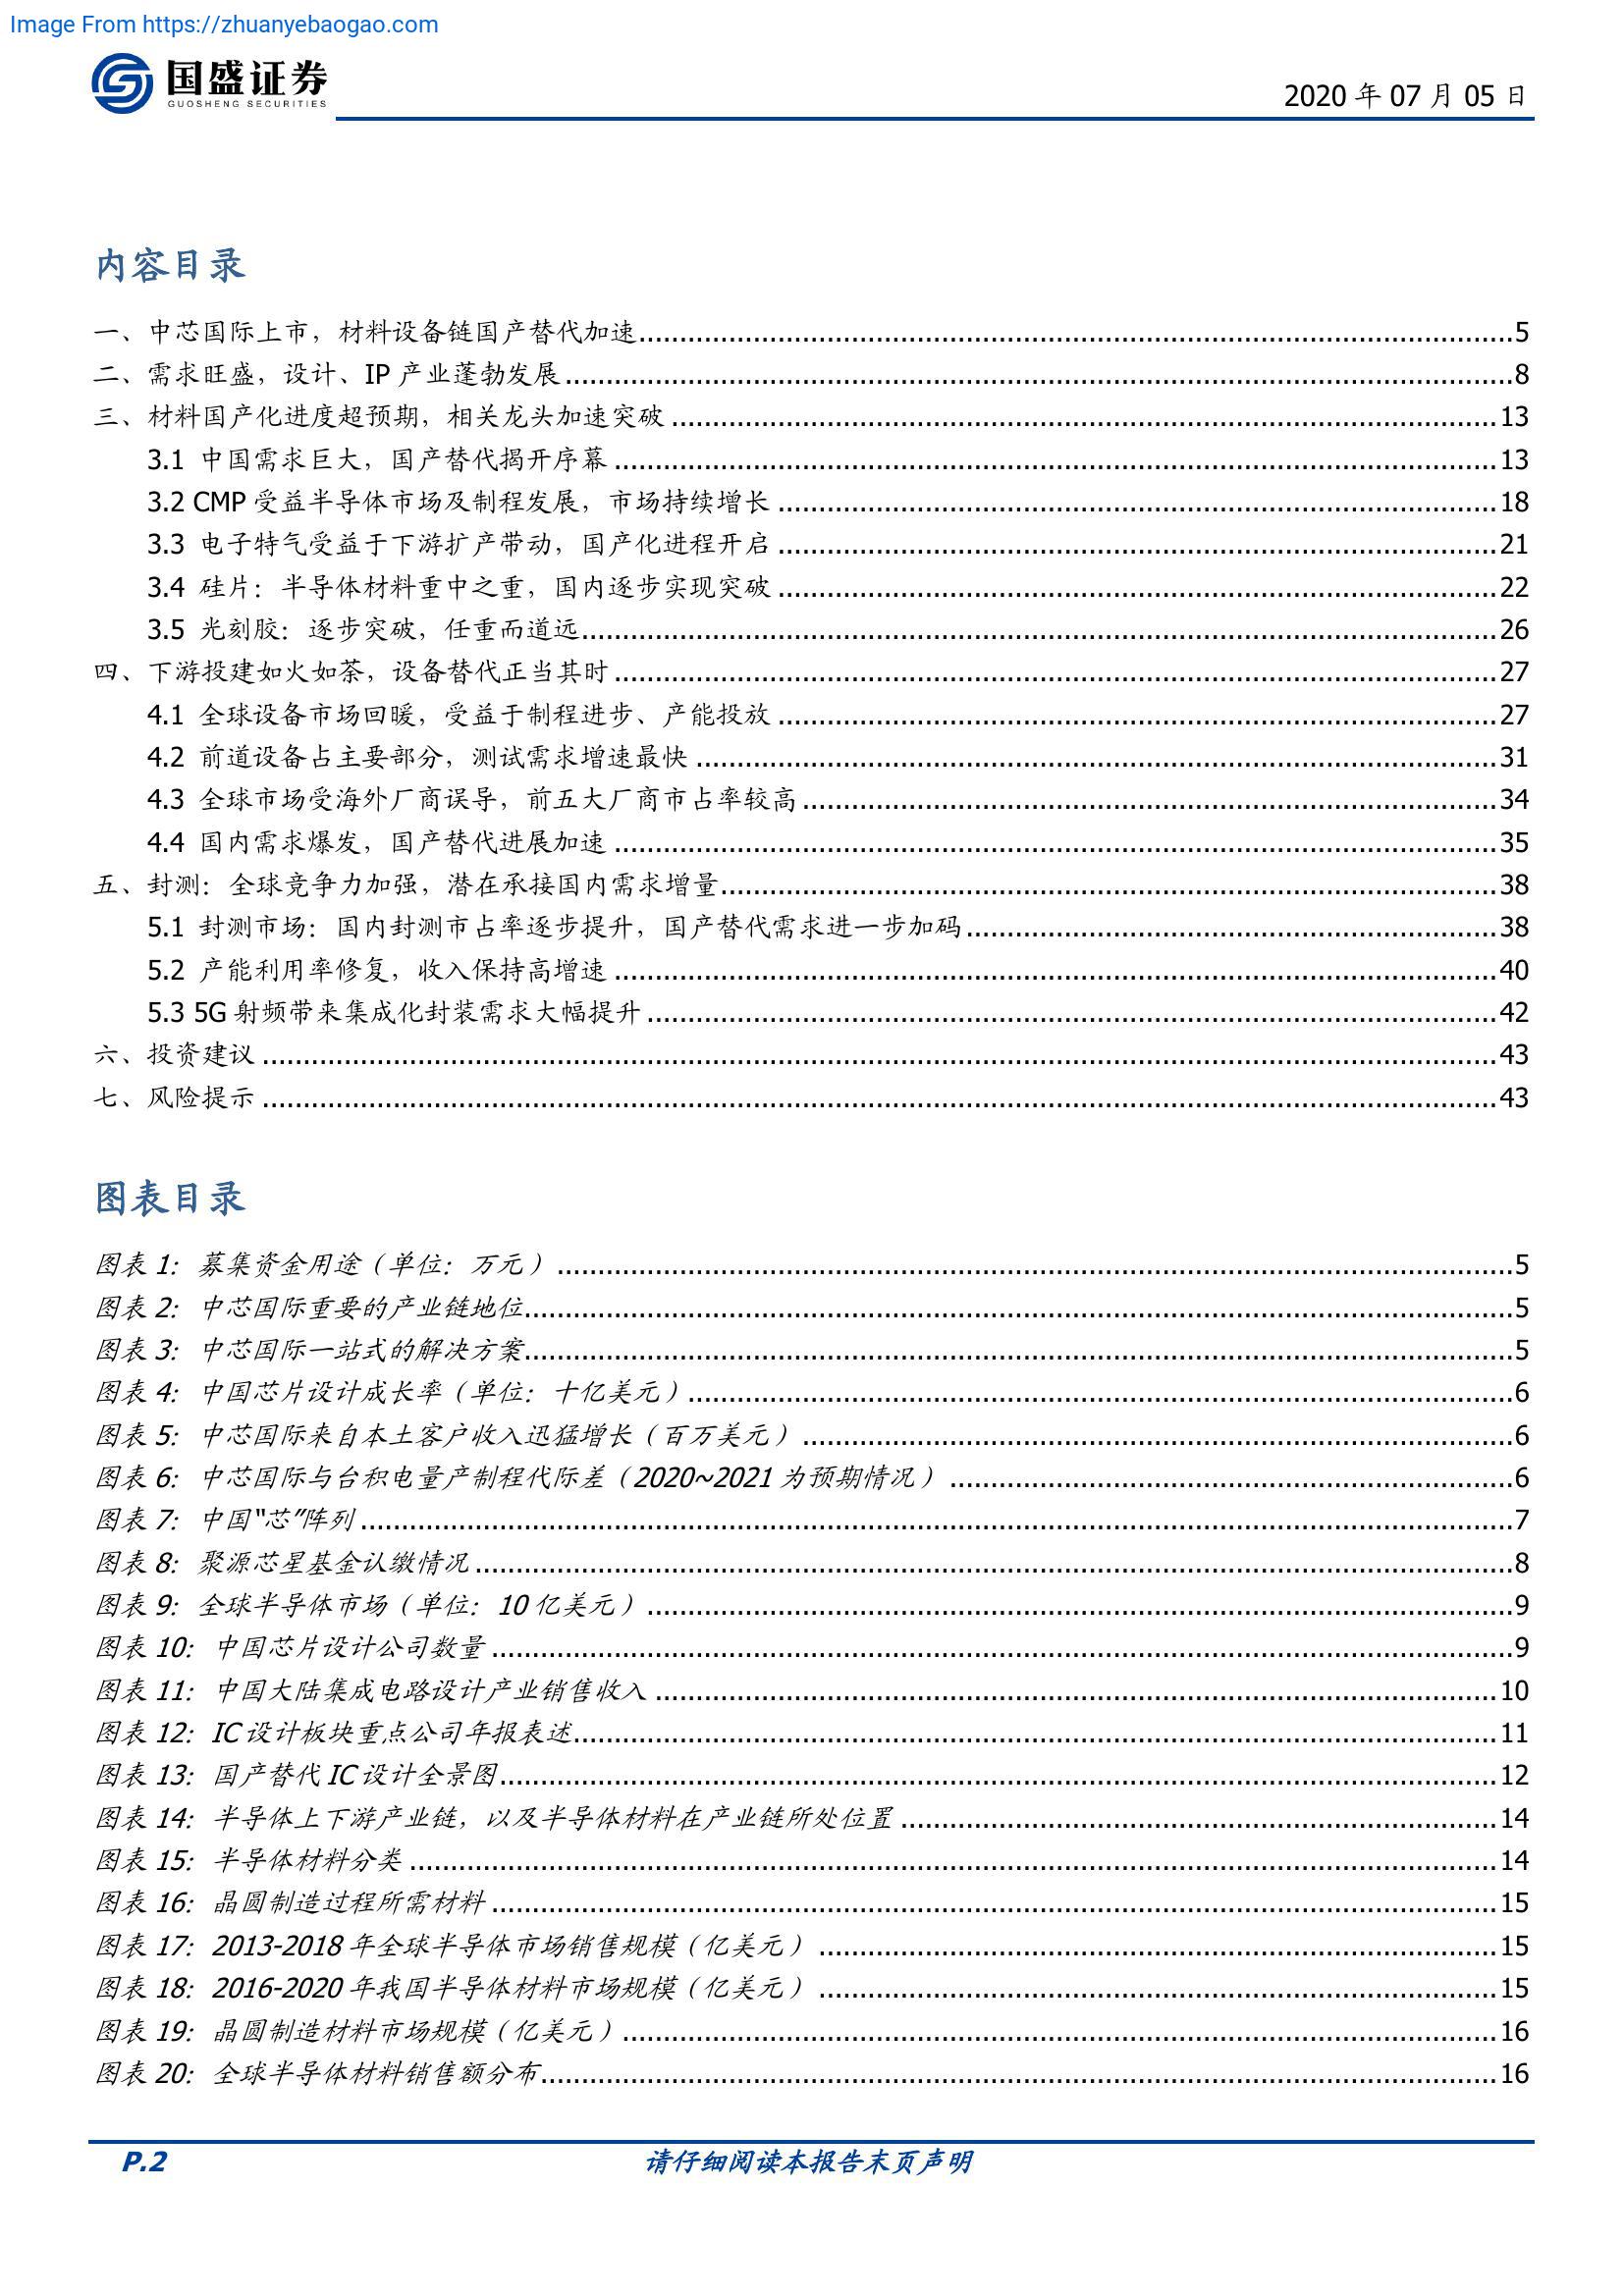 Image From https://zhuanyebaogao.com
国盛证券
GUOSHENG SECURITIES
2020 年 07 月 05 日
内容目录
一、中芯国际上市，材料设备链国产替代加速 5
二、需求旺盛，设计、IP 产业蓬勃发展 8
三、材料国产化进度超预期，相关龙头加速突破 13
3.1 中国需求巨大，国产替代揭开序幕 13
3.2 CMP 受益半导体市场及制程发展，市场持续增长 18
3.3 电子特气受益于下游扩产带动，国产化进程开启 21
3.4 硅片：半导体材料重中之重，国内逐步实现突破 22
3.5 光刻胶：逐步突破，任重而道远 26
四、下游投建如火如荼，设备替代正当其时 27
4.1 全球设备市场回暖，受益于制程进步、产能投放 27
4.2 前道设备占主要部分，测试需求增速最快 31
4.3 全球市场受海外厂商误导，前五大厂商市占率较高 34
4.4 国内需求爆发，国产替代进展加速 35
五、封测：全球竞争力加强，潜在承接国内需求增量 38
5.1 封测市场：国内封测市占率逐步提升，国产替代需求进一步加码 38
5.2 产能利用率修复，收入保持高增速 40
5.3 5G 射频带来集成化封装需求大幅提升 42
六、投资建议 43
七、风险提示 43
图表目录
图表 1：募集资金用途（单位：万元） 5
图表 2：中芯国际重要的产业链地位 5
图表 3：中芯国际一站式的解决方案 5
图表 4：中国芯片设计成长率（单位：十亿美元） 6
图表 5：中芯国际来自本土客户收入迅猛增长（百万美元） 6
图表 6：中芯国际与台积电量产制程代际差（2020~2021 为预期情况） 6
图表 7：中国"芯"阵列 7
图表 8：聚源芯星基金认缴情况 8
图表 9：全球半导体市场（单位：10 亿美元） 9
图表 10：中国芯片设计公司数量 9
图表 11：中国大陆集成电路设计产业销售收入 10
图表 12：IC 设计板块重点公司年报表述 11
图表 13：国产替代 IC 设计全景图 12
图表 14：半导体上下游产业链，以及半导体材料在产业链所处位置 14
图表 15：半导体材料分类 14
图表 16：晶圆制造过程所需材料 15
图表 17：2013-2018 年全球半导体市场销售规模（亿美元） 15
图表 18：2016-2020 年我国半导体材料市场规模（亿美元） 15
图表 19：晶圆制造材料市场规模（亿美元） 16
图表 20：全球半导体材料销售额分布 16
P.2
请仔细阅读本报告末页声明